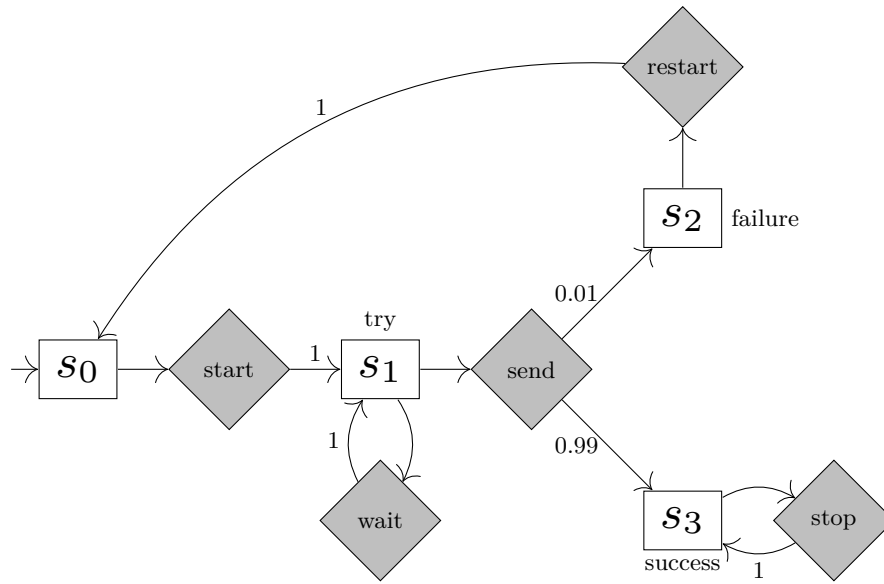 restart
1
s2
failure
0.01
try
s0
start
1
s1
send
1
0.99
wait
s3
stop
success
1